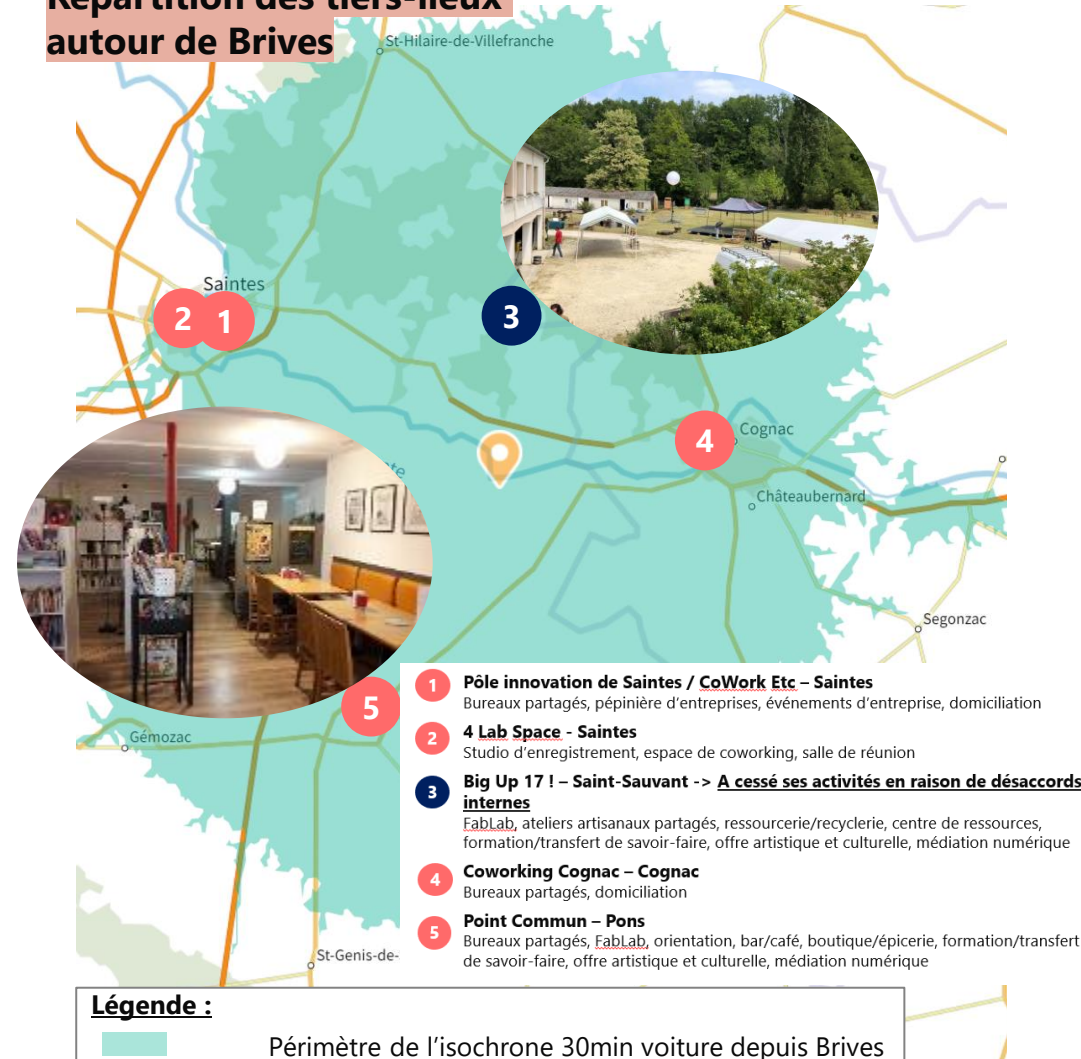 Répartition des tiers-lieux
autour de Brives
St-Hilaire-de-Villefranche
Saintes
2
1
3
4
Cognac
Châteaubernard
Segonzac
5
Gémozac
St-Genis-de-
1
Pôle innovation de Saintes / CoWork Etc – Saintes
Bureaux partagés, pépinière d’entreprises, événements d’entreprise, domiciliation
2
4 Lab Space - Saintes
Studio d’enregistrement, espace de coworking, salle de réunion
3
Big Up 17 ! – Saint-Sauvant -> A cessé ses activités en raison de désaccords
internes
FabLab, ateliers artisanaux partagés, ressourcerie/recyclerie, centre de ressources,
formation/transfert de savoir-faire, offre artistique et culturelle, médiation numérique
4
Coworking Cognac – Cognac
Bureaux partagés, domiciliation
5
Point Commun – Pons
Bureaux partagés, FabLab, orientation, bar/café, boutique/épicerie, formation/transfert
de savoir-faire, offre artistique et culturelle, médiation numérique
Légende :
Périmètre de l’isochrone 30min voiture depuis Brives